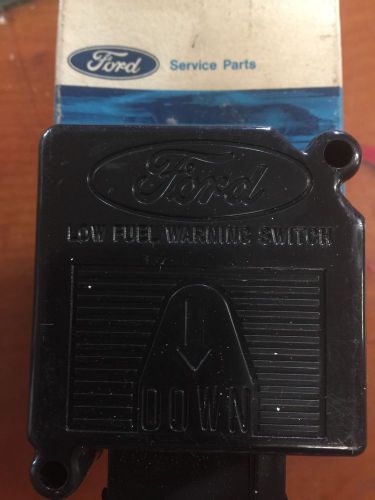 Ford Service Parts
Ford
LOW FUEL WARNING SWITCH
DOWN